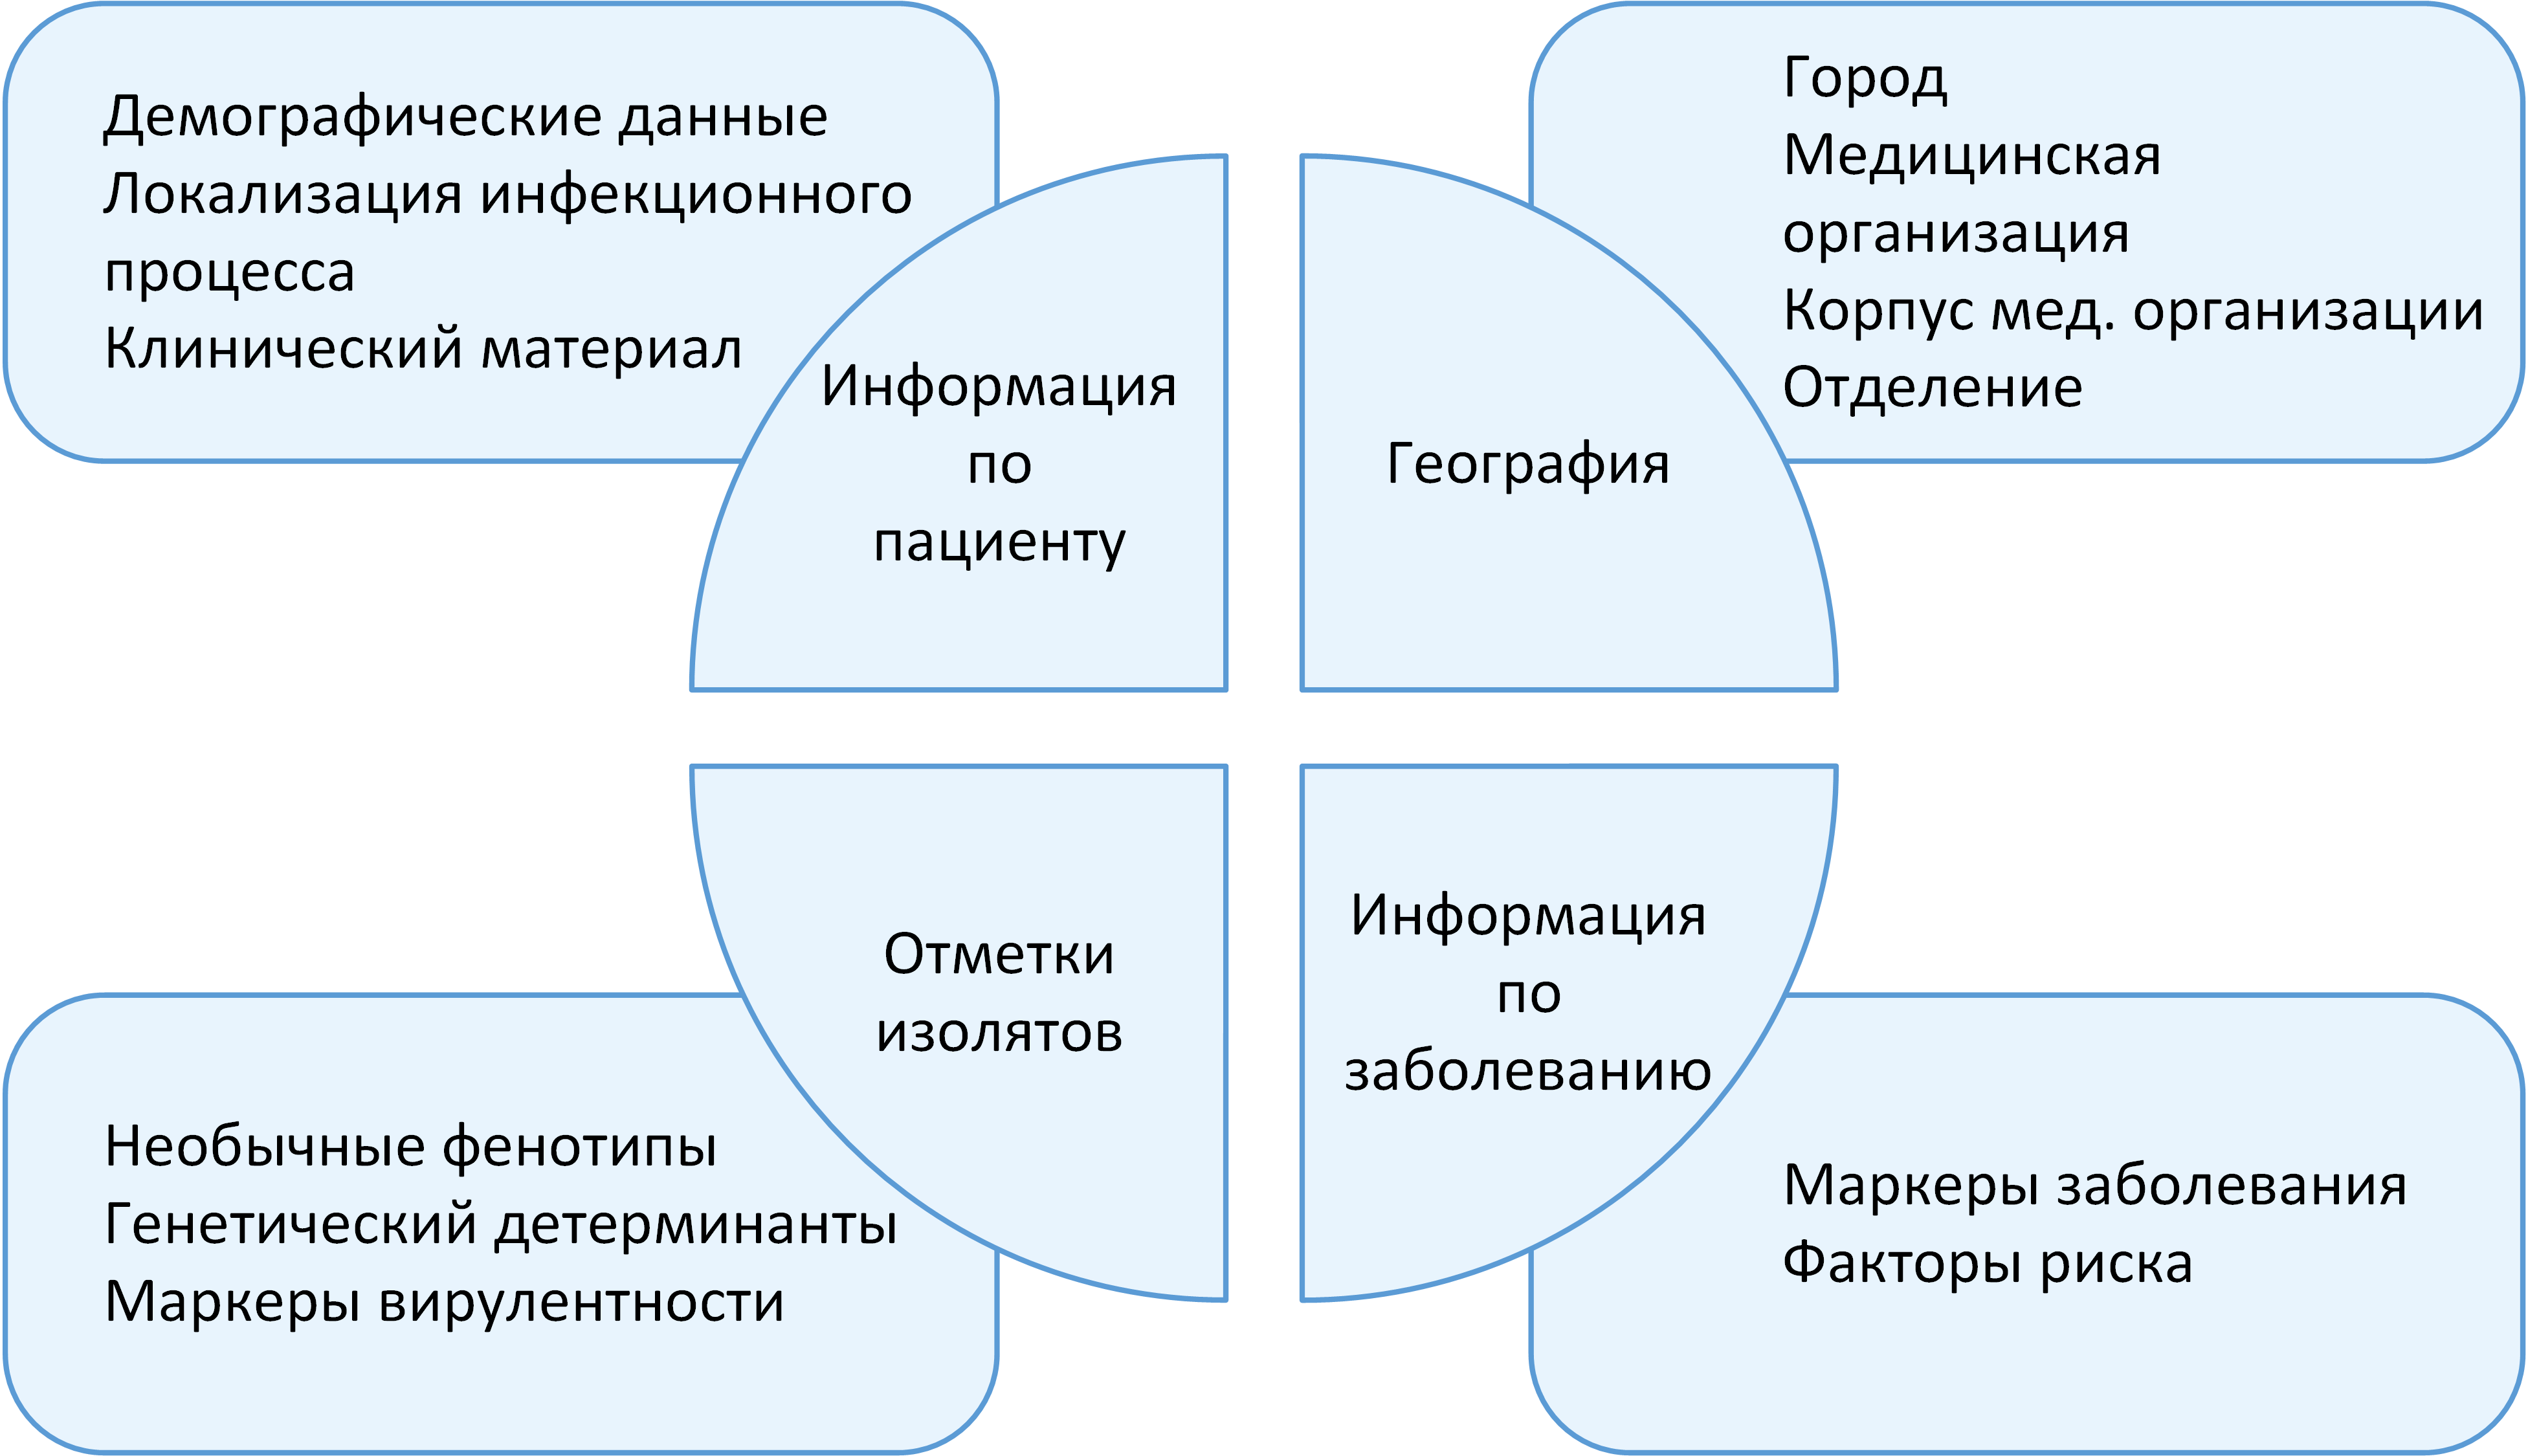 Демографические данные
Локализация инфекционного
процесса
Клинический материал
Информация
по
пациенту
Город
Медицинская
организация
Корпус мед. организации
Отделение
География
Отметки
изолятов
Необычные фенотипы
Генетический детерминанты
Маркеры вирулентности
Информация
по
заболеванию
Маркеры заболевания
Факторы риска